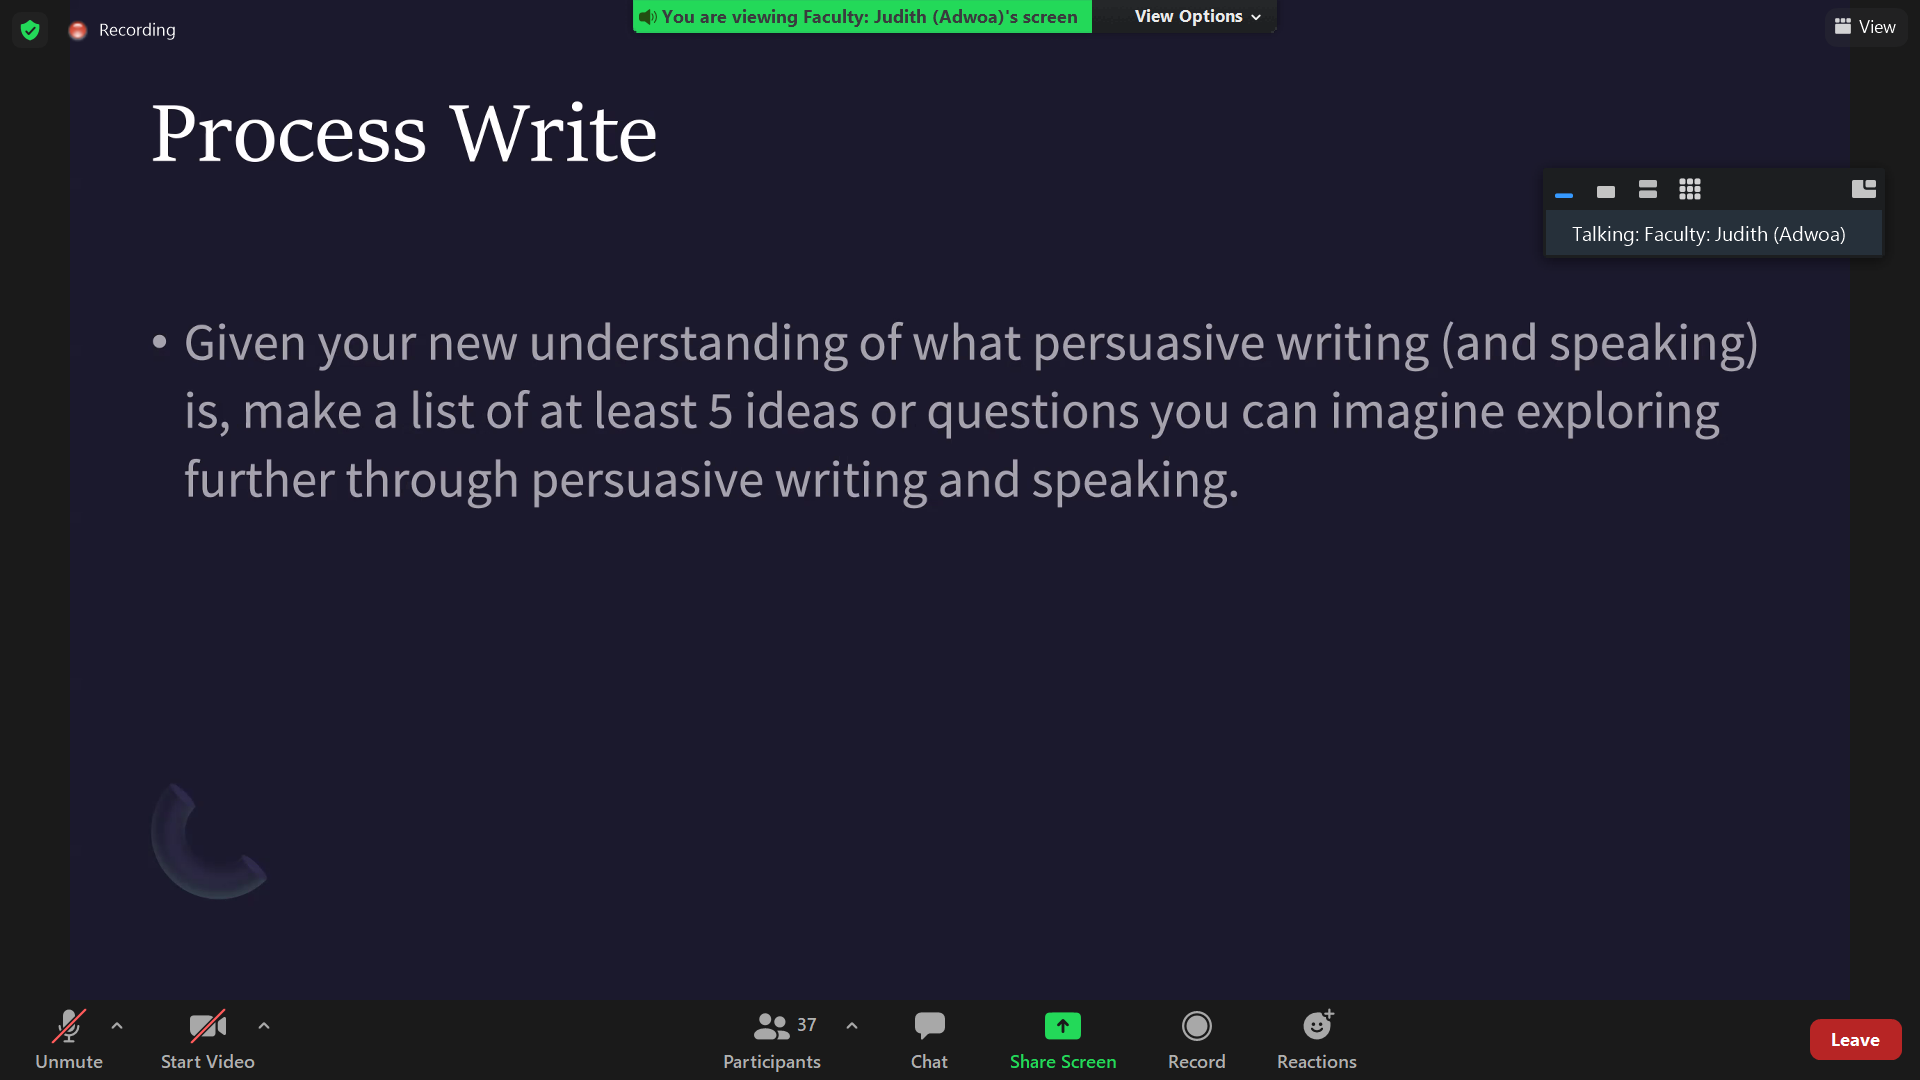 Recording
You are viewing Faculty: Judith (Adwoa)'s screen
View Options
View
Process Write
Talking: Faculty: Judith (Adwoa)
• Given your new understanding of what persuasive writing (and speaking)
is, make a list of at least 5 ideas or questions you can imagine exploring
further through persuasive writing and speaking.
Unmute
Start Video
37
Participants
Chat
Share Screen
Record
Reactions
Leave